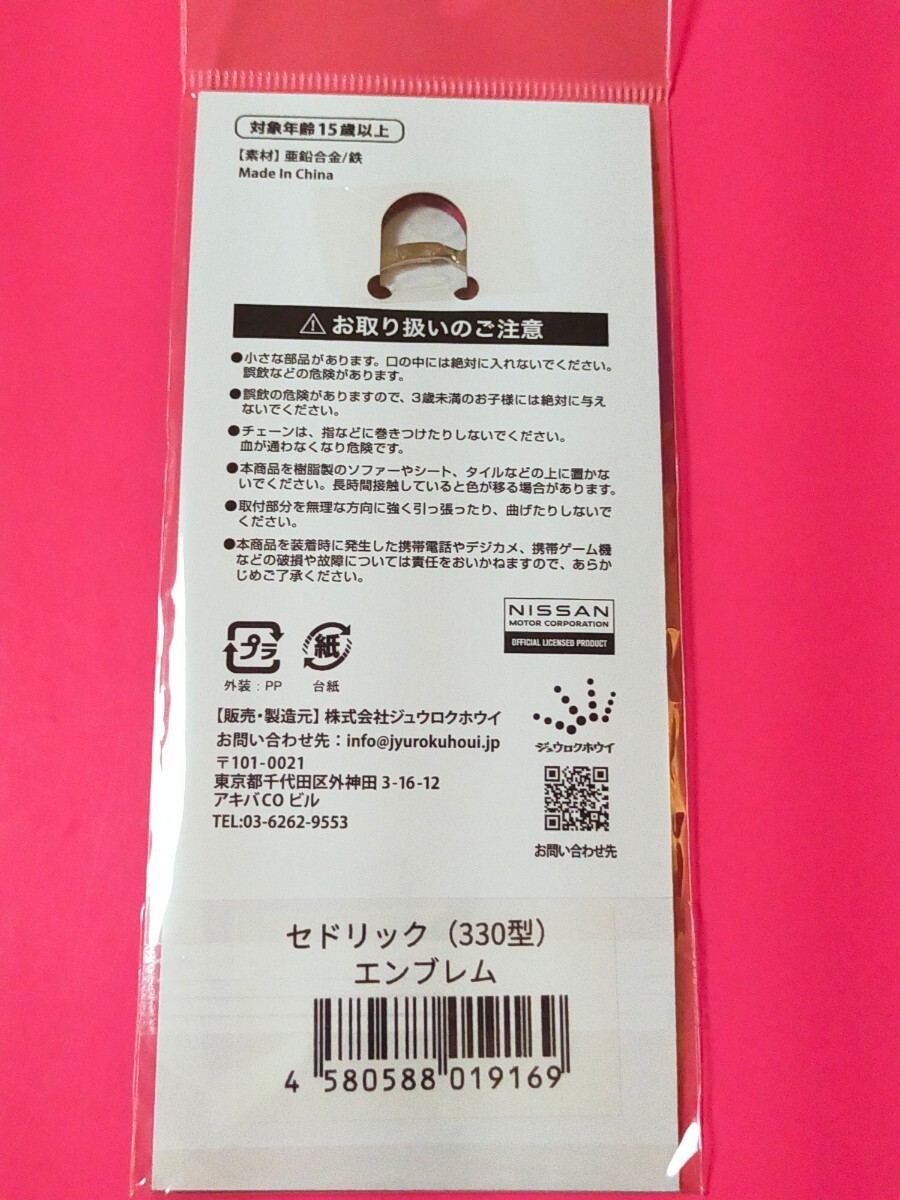 対象年齢15歳以上
【素材】亜鉛合金/鉄
Made In China
⚠お取り扱いのご注意
●小さな部品があります。口の中には絶対に入れないでください。
誤飲などの危険があります。
●誤飲の危険がありますので、3歳未満のお子様には絶対に与え
ないでください。
●チェーンは、指などに巻きつけたりしないでください。
血が通わなくなり危険です。
●本商品を樹脂製のソファーやシート、タイルなどの上に置かな
いでください。長時間接触していると色が移る場合があります。
●取付部分を無理な方向に強く引っ張ったり、曲げたりしないで
ください。
●本商品を装着時に発生した携帯電話やデジカメ、携帯ゲーム機
などの破損や故障については責任をおいかねますので、あらか
じめご了承ください。
NISSAN
MOTOR CORPORATION
OFFICIAL LICENSED PRODUCT
プラ
紙
外装:PP
台紙
【販売・製造元】株式会社ジュウロクホウイ
お問い合わせ先:info@jyurokuhoui.jp
〒101-0021
東京都千代田区外神田 3-16-12
アキバCO ビル
TEL:03-6262-9553
ジュウロクホウイ
お問い合わせ先
セドリック(330型)
エンブレム
4 580588 019169